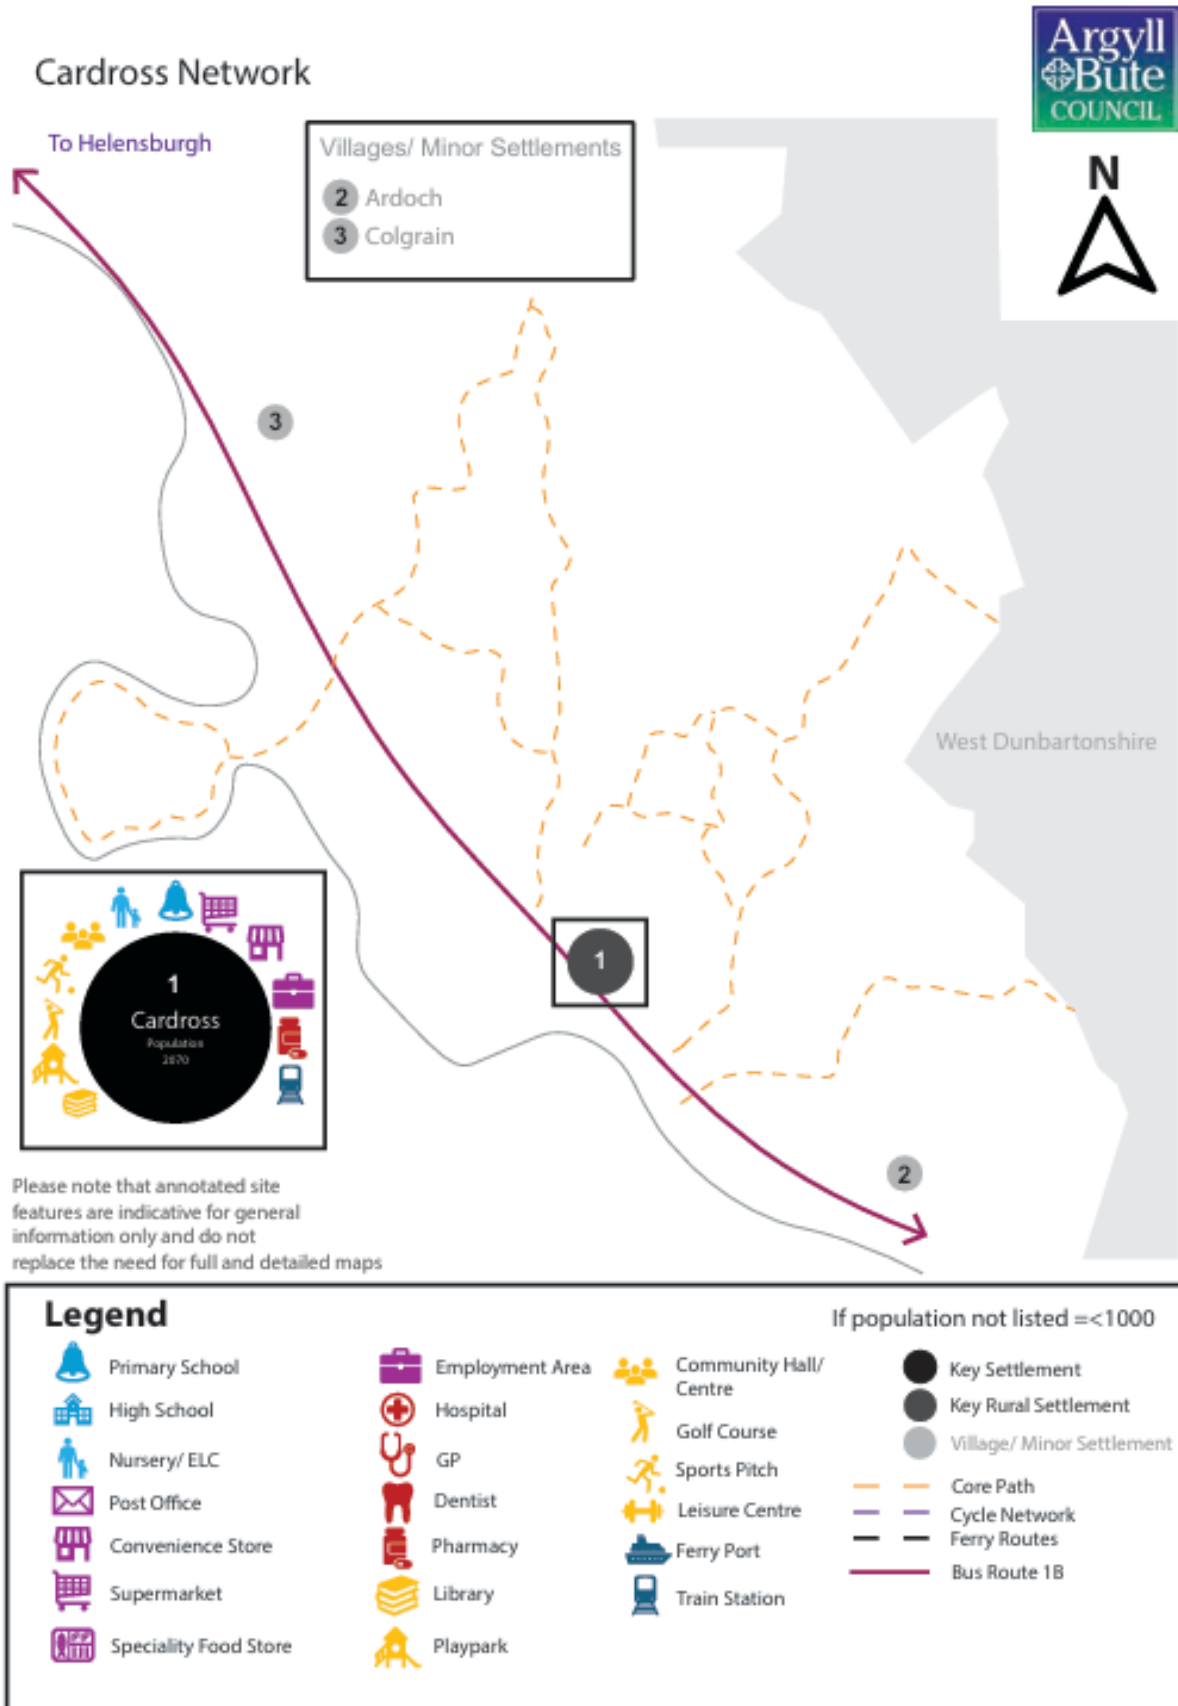 Cardross Network
Argyll
&Bute
COUNCIL
To Helensburgh
Villages/ Minor Settlements
2 Ardoch
3 Colgrain
N
3
West Dunbartonshire
1
1
Cardross
Population
2070
2
Please note that annotated site
features are indicative for general
information only and do not
replace the need for full and detailed maps
Legend
If population not listed =<1000
Primary School
High School
Nursery/ ELC
Post Office
Convenience Store
Supermarket
Speciality Food Store
Employment Area
Hospital
GP
Dentist
Pharmacy
Library
Playpark
Community Hall/
Centre
Golf Course
Sports Pitch
Leisure Centre
Ferry Port
Train Station
Key Settlement
Key Rural Settlement
Village/ Minor Settlement
Core Path
Cycle Network
Ferry Routes
Bus Route 1B